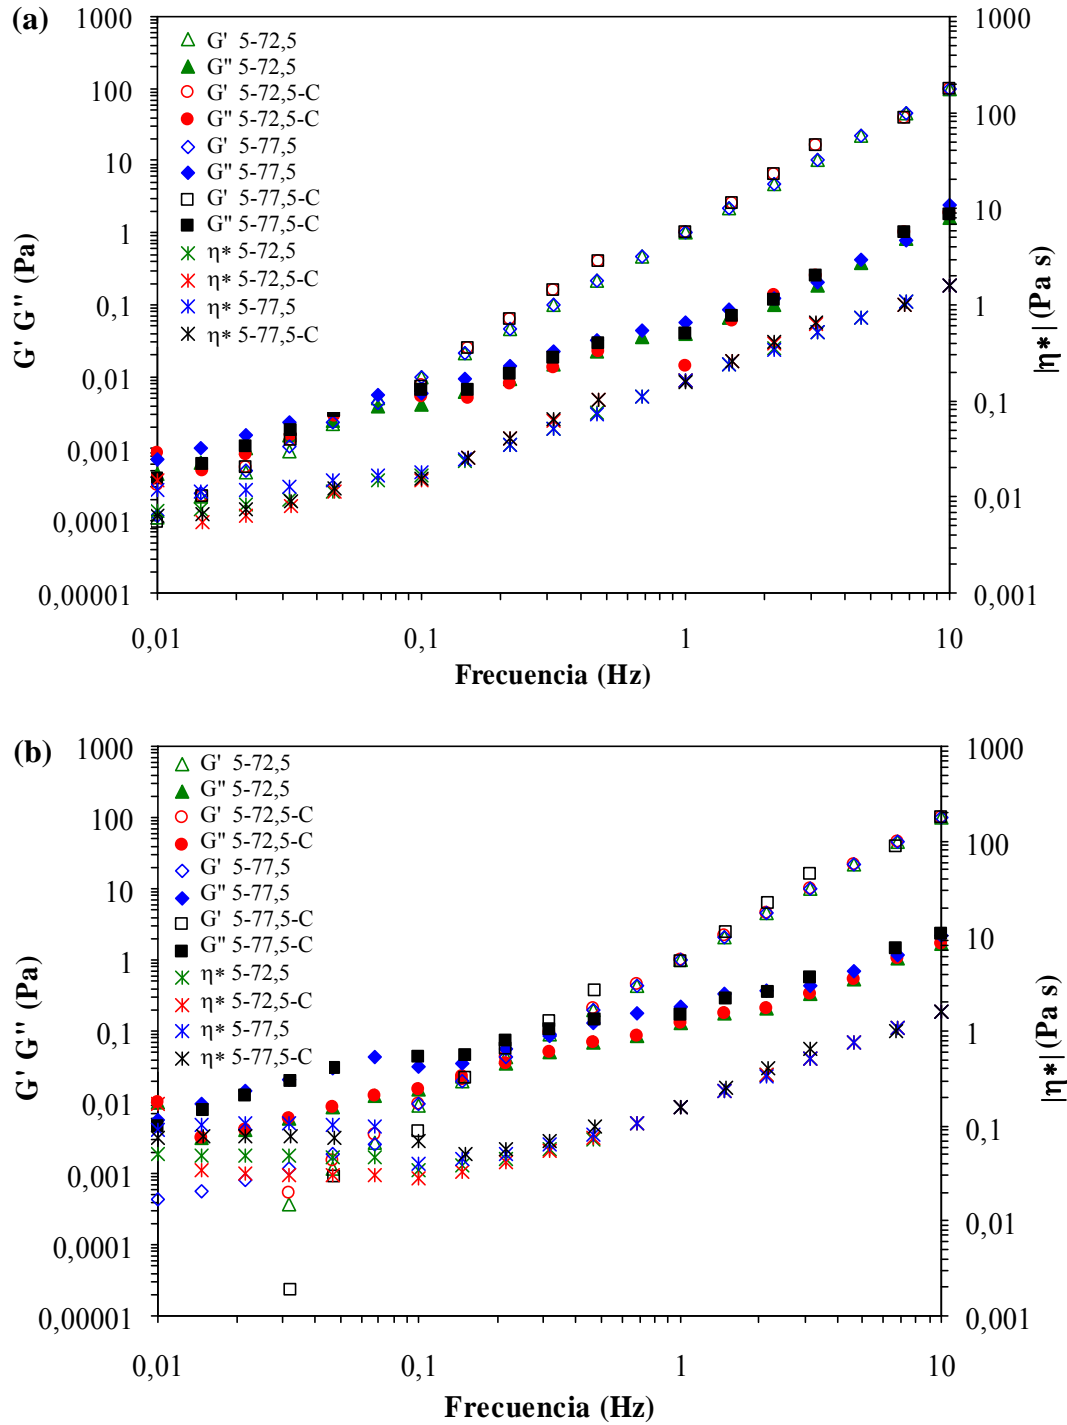 (a)
1000
100
10
1
0,1
0,01
0,001
0,0001
0,00001
G' G" (Pa)
G' 5-72,5
G" 5-72,5
G' 5-72,5-C
G" 5-72,5-C
G' 5-77,5
G" 5-77,5
G' 5-77,5-C
G" 5-77,5-C
η* 5-72,5
η* 5-72,5-C
η* 5-77,5
η* 5-77,5-C
1000
100
10
1
0,1
0,01
0,001
|η*| (Pa s)
0,01 0,1 1 10
Frecuencia (Hz)
(b)
1000
100
10
1
0,1
0,01
0,001
0,0001
0,00001
G' G" (Pa)
G' 5-72,5
G" 5-72,5
G' 5-72,5-C
G" 5-72,5-C
G' 5-77,5
G" 5-77,5
G' 5-77,5-C
G" 5-77,5-C
η* 5-72,5
η* 5-72,5-C
η* 5-77,5
η* 5-77,5-C
1000
100
10
1
0,1
0,01
0,001
|η*| (Pa s)
0,01 0,1 1 10
Frecuencia (Hz)